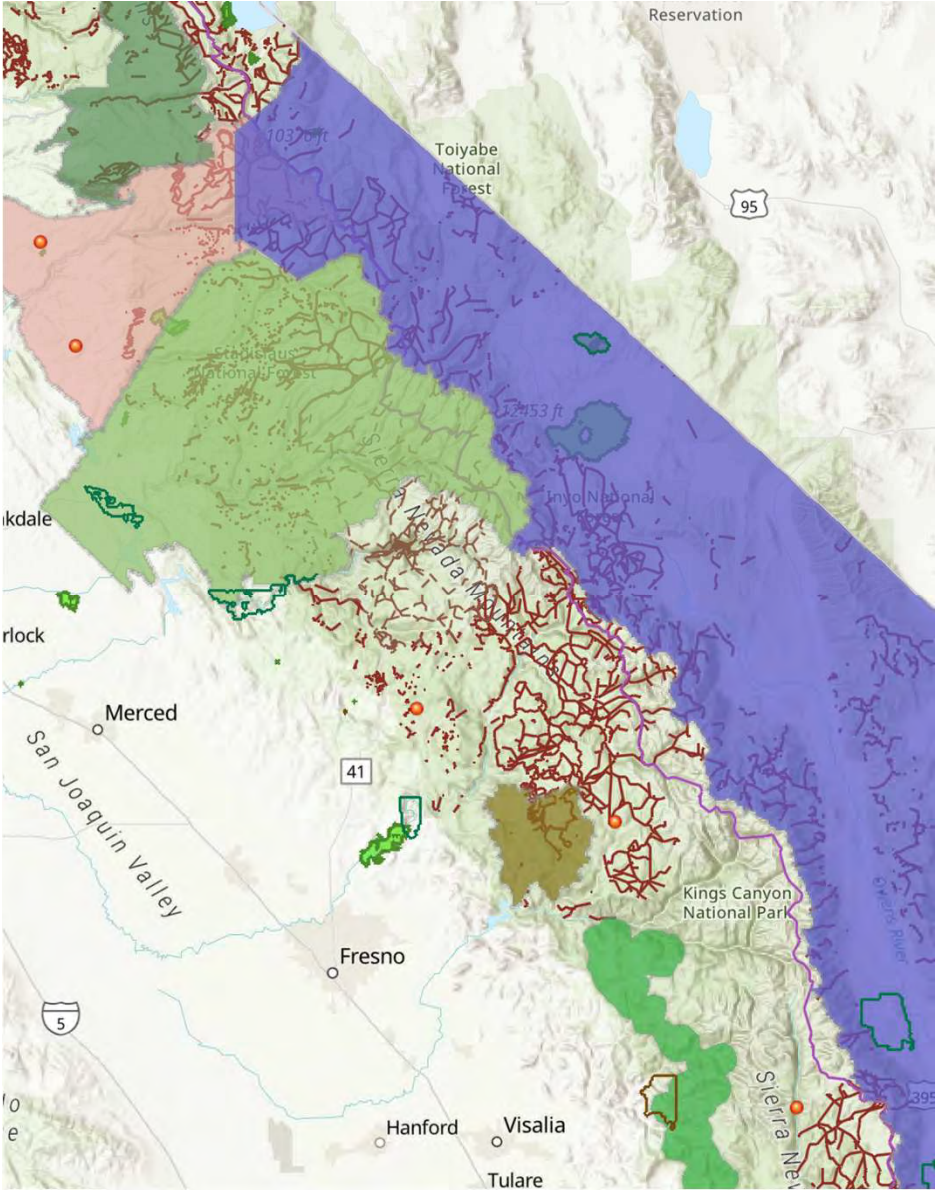 Reservation
10376 ft
Toiyabe
National
Forest
95
Stanislaus
National Forest
12453 ft
Inyo National
Sierra Nevada
kdale
rlock
Merced
San Joaquin Valley
41
Kings Canyon
National Park
Owens River
Fresno
5
395
Sierra Nev
Hanford
Visalia
Tulare
lo
e